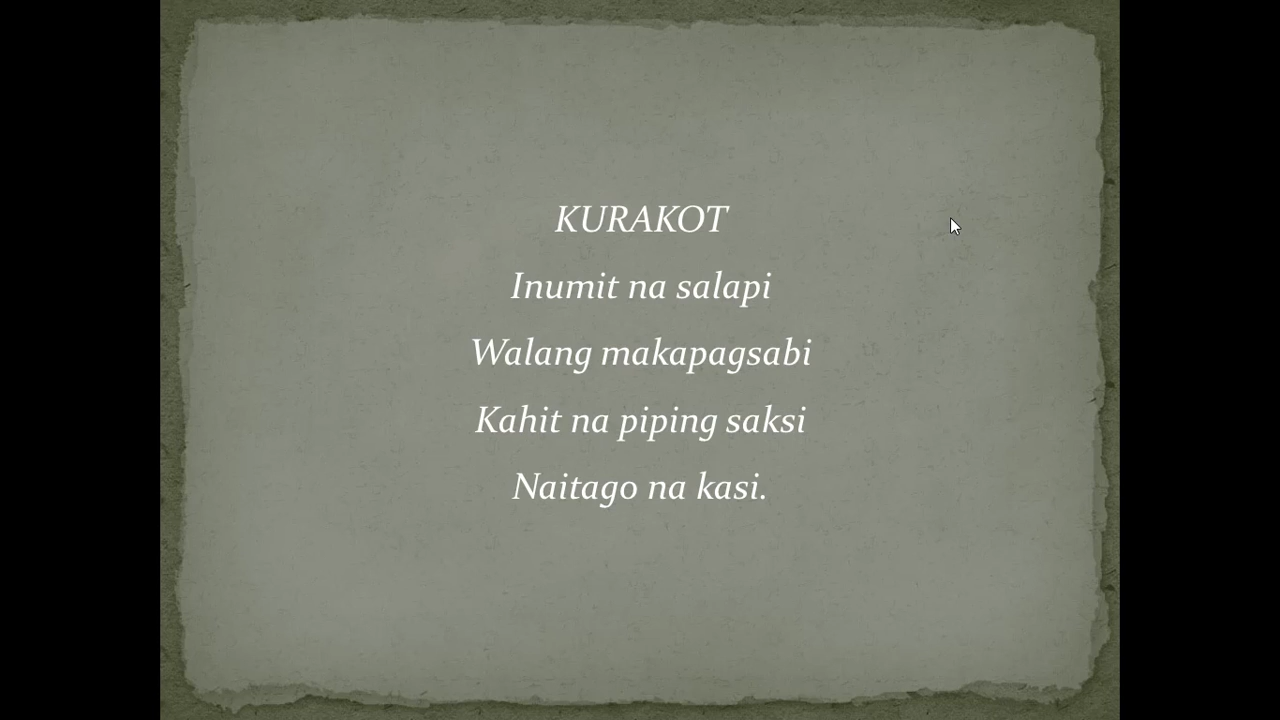 KURAKOT
Inumit na salapi
Walang makapagsabi
Kahit na piping saksi
Naitago na kasi.